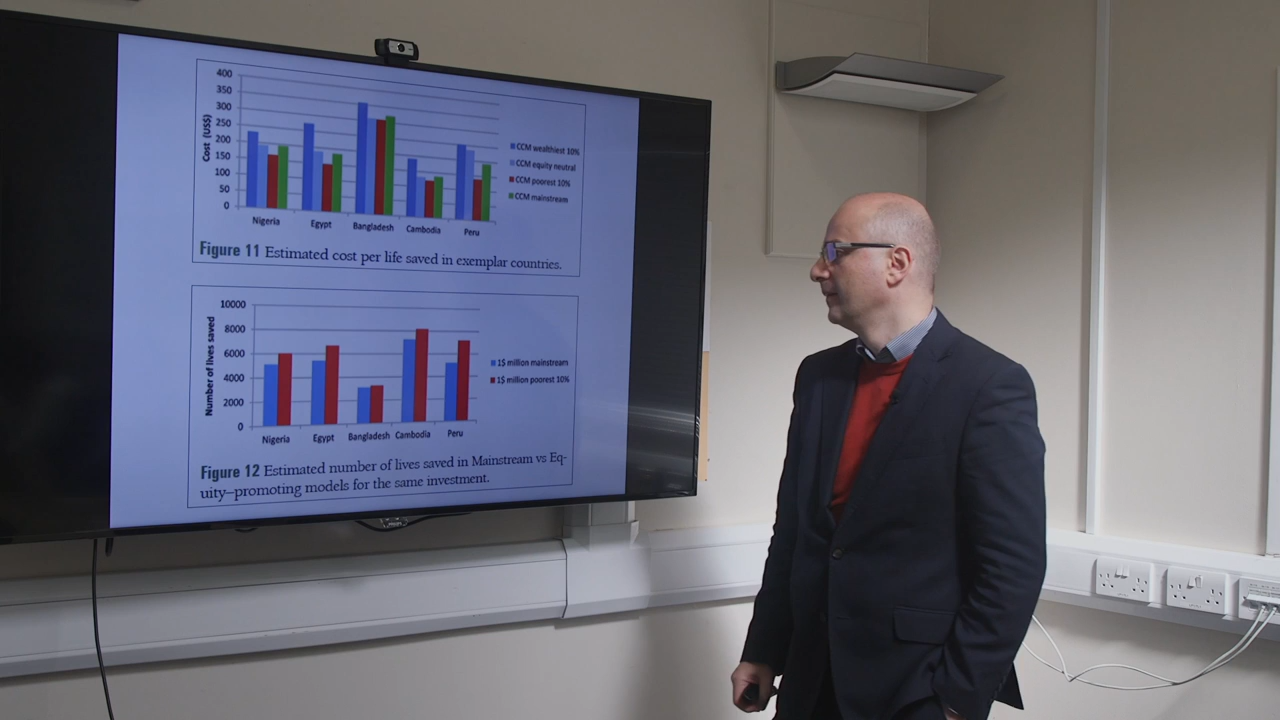 400
350
300
250
200
150
100
50
0
Cost (US$)
Nigeria
Egypt
Bangladesh
Cambodia
Peru
CCM wealthiest 10%
CCM equity neutral
CCM poorest 10%
CCM mainstream
Figure 11 Estimated cost per life saved in exemplar countries.
10000
8000
6000
4000
2000
0
Number of lives saved
Nigeria
Egypt
Bangladesh
Cambodia
Peru
1$ million mainstream
1$ million poorest 10%
Figure 12 Estimated number of lives saved in Mainstream vs Eq-
uity–promoting models for the same investment.